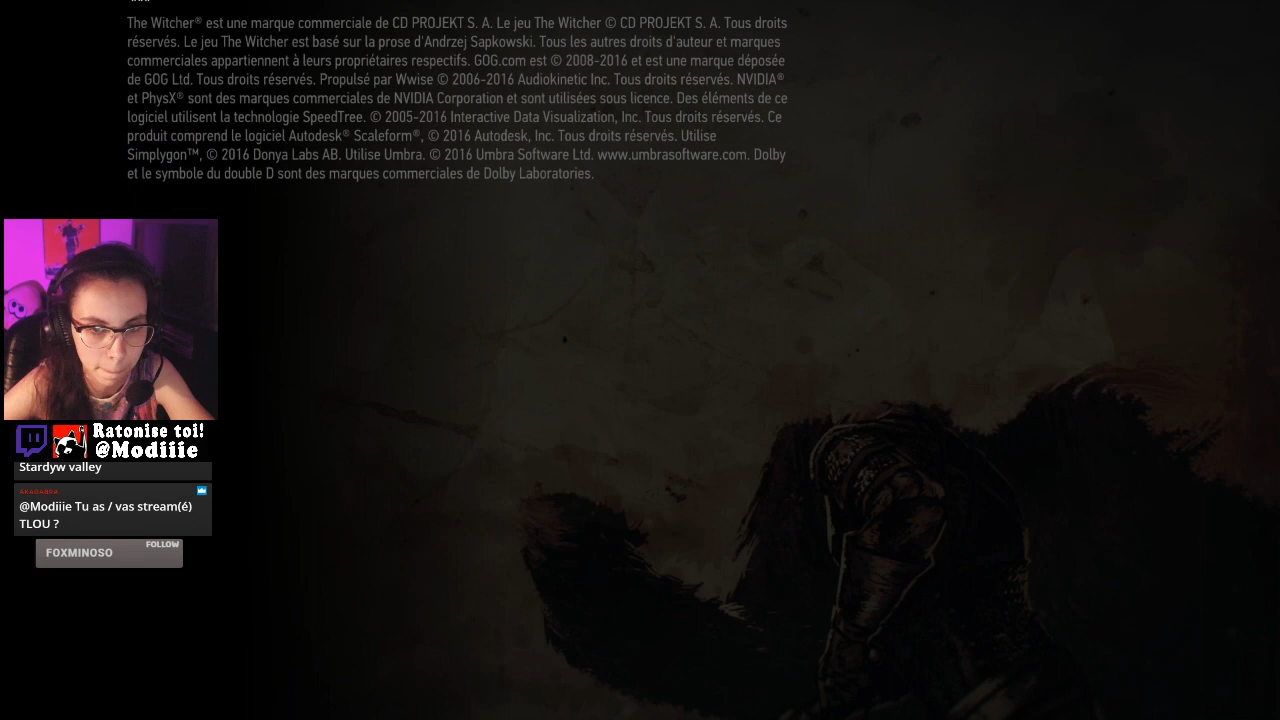 The Witcher® est une marque commerciale de CD PROJEKT S. A. Le jeu The Witcher © CD PROJEKT S. A. Tous droits
réservés. Le jeu The Witcher est basé sur la prose d'Andrzej Sapkowski. Tous les autres droits d'auteur et marques
commerciales appartiennent à leurs propriétaires respectifs. GOG.com est © 2008-2016 et est une marque déposée
de GOG Ltd. Tous droits réservés. Propulsé par Wwise © 2006-2016 Audiokinetic Inc. Tous droits réservés. NVIDIA®
et PhysX® sont des marques commerciales de NVIDIA Corporation et sont utilisées sous licence. Des éléments de ce
logiciel utilisent la technologie SpeedTree. © 2005-2016 Interactive Data Visualization, Inc. Tous droits réservés. Ce
produit comprend le logiciel Autodesk® Scaleform®, © 2016 Autodesk, Inc. Tous droits réservés. Utilise
Simplygon™, © 2016 Donya Labs AB. Utilise Umbra. © 2016 Umbra Software Ltd. www.umbrasoftware.com. Dolby
et le symbole du double D sont des marques commerciales de Dolby Laboratories.
Ratonise toi!
@Modiiie
Stardyw valley
@Modiiie Tu as / vas stream(é)
TLOU ?
FOLLOW
FOXMINOSO